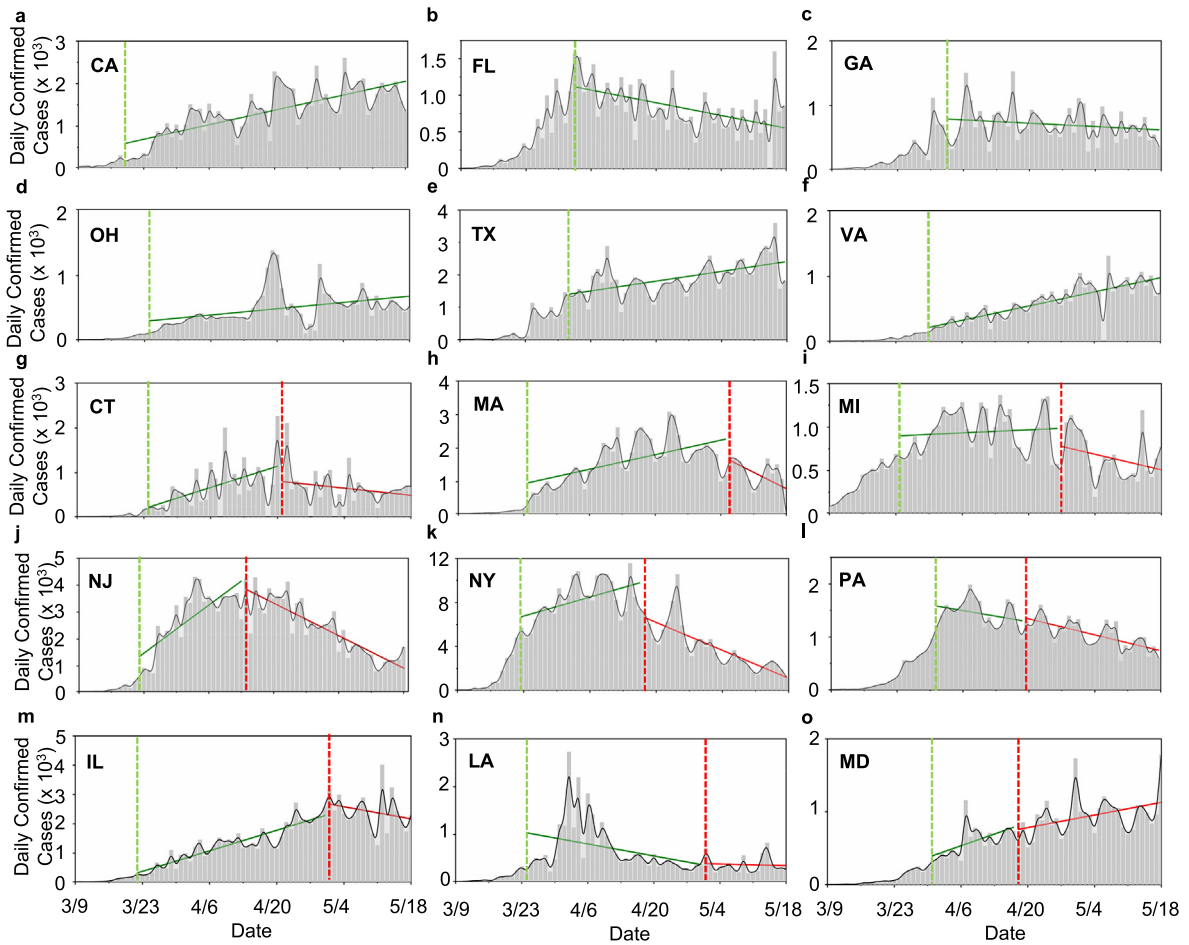 a
b
c
Daily Confirmed
Cases (x 10³)
3
2
1
0
CA
1.5
1.0
0.5
0
FL
2
1
0
GA
d
e
f
Daily Confirmed
Cases (x 10³)
2
1
0
OH
4
3
2
1
0
TX
2
1
0
VA
g
h
i
Daily Confirmed
Cases (x 10³)
3
2
1
0
CT
4
3
2
1
0
MA
1.5
1.0
0.5
0
MI
j
k
l
Daily Confirmed
Cases (x 10³)
5
4
3
2
1
0
NJ
12
8
4
0
NY
2
1
0
PA
m
n
o
Daily Confirmed
Cases (x 10³)
5
4
3
2
1
0
IL
3
2
1
0
LA
2
1
0
MD
3/9 3/23 4/6 4/20 5/4 5/18
3/9 3/23 4/6 4/20 5/4 5/18
3/9 3/23 4/6 4/20 5/4 5/18
Date
Date
Date